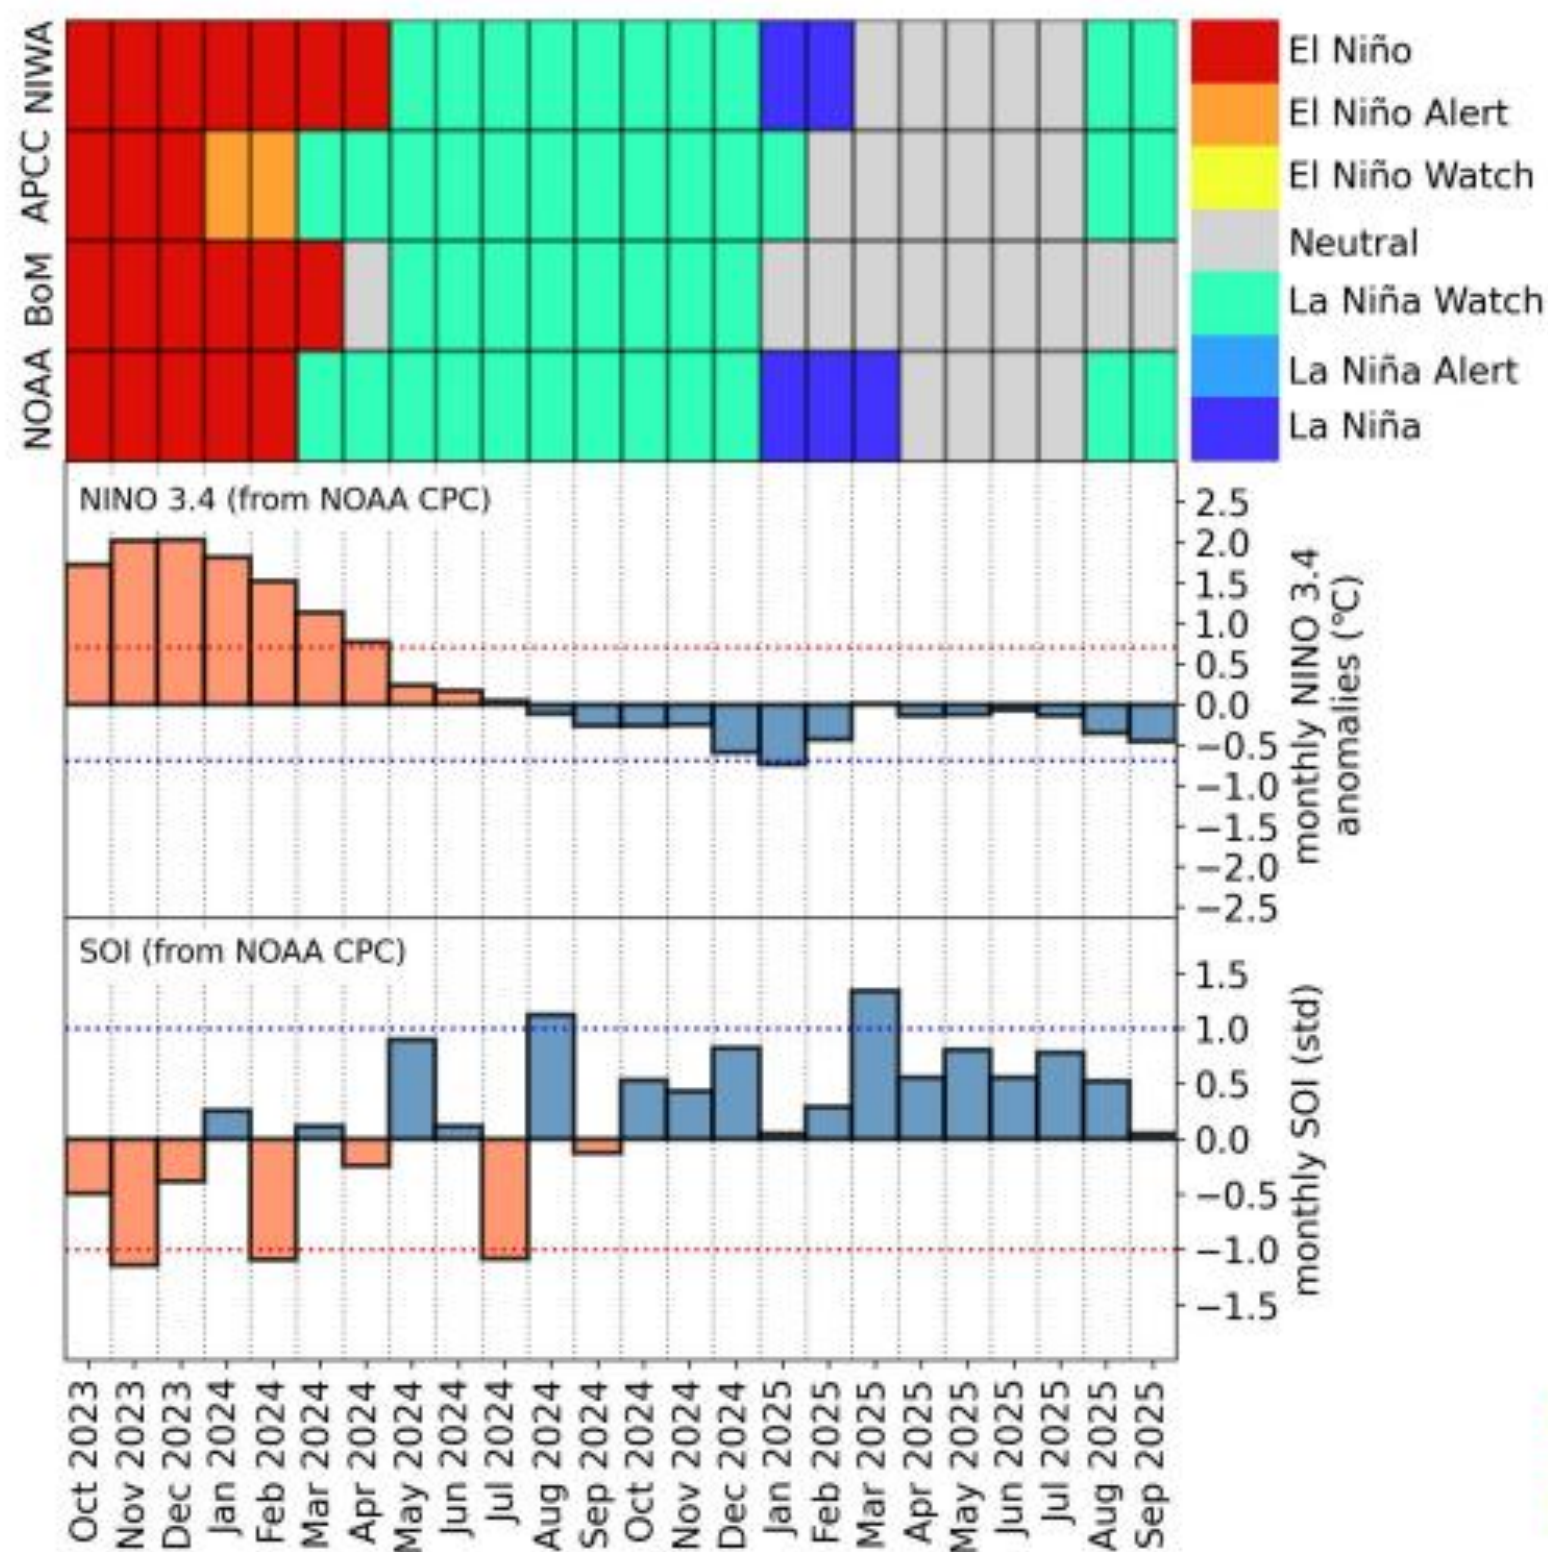 NIWA
APCC
BoM
NOAA
El Niño
El Niño Alert
El Niño Watch
Neutral
La Niña Watch
La Niña Alert
La Niña
NINO 3.4 (from NOAA CPC)
2.5
2.0
1.5
1.0
0.5
0.0
−0.5
−1.0
−1.5
−2.0
−2.5
monthly NINO 3.4
anomalies (°C)
SOI (from NOAA CPC)
1.5
1.0
0.5
0.0
−0.5
−1.0
−1.5
monthly SOI (std)
Oct 2023
Nov 2023
Dec 2023
Jan 2024
Feb 2024
Mar 2024
Apr 2024
May 2024
Jun 2024
Jul 2024
Aug 2024
Sep 2024
Oct 2024
Nov 2024
Dec 2024
Jan 2025
Feb 2025
Mar 2025
Apr 2025
May 2025
Jun 2025
Jul 2025
Aug 2025
Sep 2025